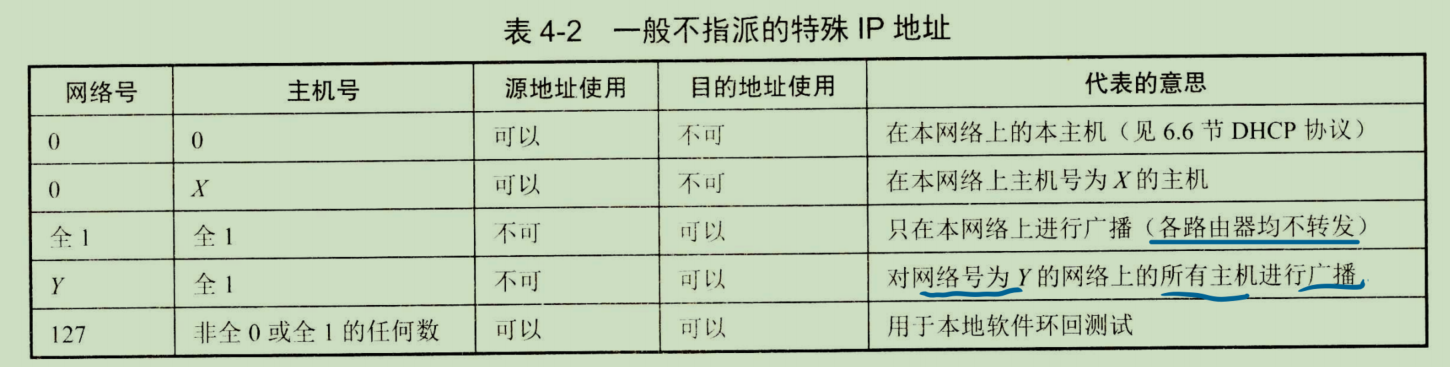 表 4-2 一般不指派的特殊 IP 地址
网络号 主机号 源地址使用 目的地址使用 代表的意思
0 0 可以 不可 在本网络上的本主机（见 6.6 节 DHCP 协议）
0 X 可以 不可 在本网络上主机号为 X 的主机
全 1 全 1 不可 可以 只在本网络上进行广播（各路由器均不转发）
Y 全 1 不可 可以 对网络号为 Y 的网络上的所有主机进行广播
127 非全 0 或全 1 的任何数 可以 可以 用于本地软件环回测试